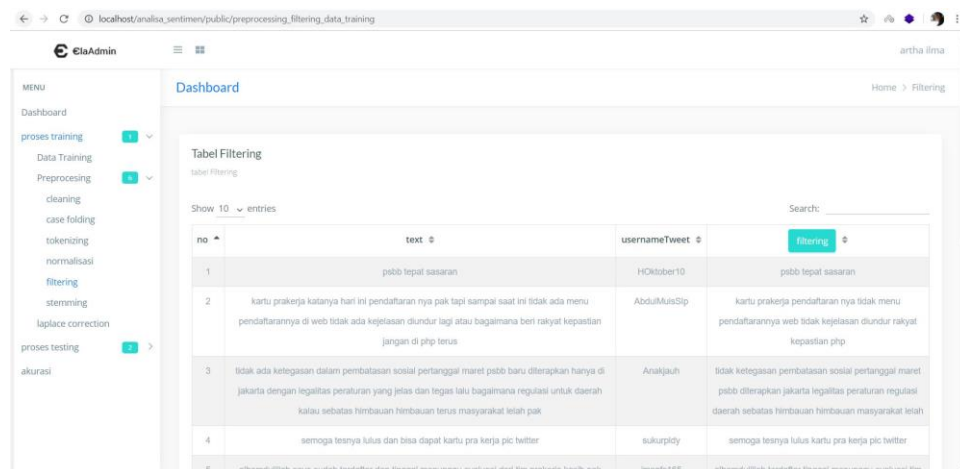 localhost/analisa_sentimen/public/preprocessing_filtering_data_training
ElaAdmin
artha ilma
MENU
Dashboard
Home > Filtering
Dashboard
proses training 1
Data Training
Preprocesing 6
cleaning
case folding
tokenizing
normalisasi
filtering
stemming
laplace correction
proses testing 2
akurasi
Tabel Filtering
tabel Filtering
Show 10 entries
Search:
no text usernameTweet filtering
1 psbb tepat sasaran HOktober10 psbb tepat sasaran
2 kartu prakerja katanya hari ini pendaftaran nya pak tapi sampai saat ini tidak ada menu
pendaftarannya di web tidak ada kejelasan diundur lagi atau bagaimana beri rakyat kepastian
jangan di php terus
AbdulMuisSlp
kartu prakerja pendaftaran nya tidak menu
pendaftarannya web tidak kejelasan diundur rakyat
kepastian php
3 tidak ada ketegasan dalam pembatasan sosial pertanggal maret psbb baru diterapkan hanya di
jakarta dengan legalitas peraturan yang jelas dan tegas lalu bagaimana regulasi untuk daerah
kalau sebatas himbauan himbauan terus masyarakat lelah pak
Anakjauh
tidak ketegasan pembatasan sosial pertanggal maret
psbb diterapkan jakarta legalitas peraturan regulasi
daerah sebatas himbauan himbauan masyarakat lelah
4 semoga tesnya lulus dan bisa dapat kartu pra kerja pic twitter sukurpldy semoga tesnya lulus kartu pra kerja pic twitter